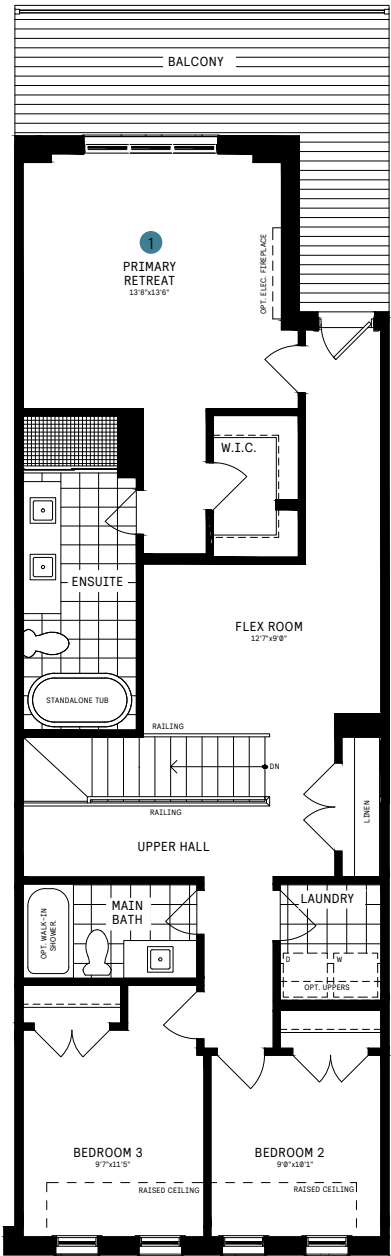 BALCONY
1
PRIMARY
RETREAT
13'8"x13'6"
OPT. ELEC. FIREPLACE
W.I.C.
ENSUITE
FLEX ROOM
12'7"x9'0"
STANDALONE TUB
RAILING
DN
RAILING
UPPER HALL
LINEN
MAIN
BATH
OPT. WALK-IN
SHOWER
LAUNDRY
D
W
OPT. UPPERS
BEDROOM 3
9'7"x11'5"
BEDROOM 2
9'0"x10'1"
RAISED CEILING
RAISED CEILING